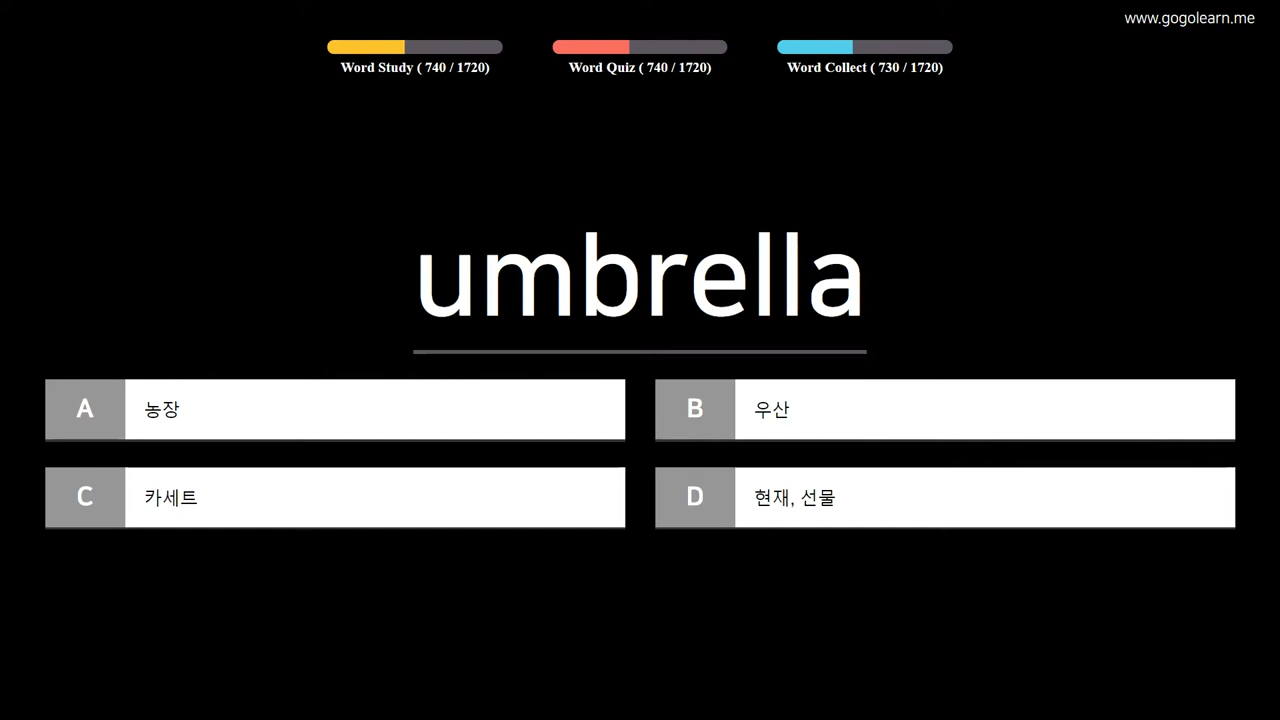 www.gogolearn.me
Word Study ( 740 / 1720)
Word Quiz ( 740 / 1720)
Word Collect ( 730 / 1720)
umbrella
A 농장
B 우산
C 카세트
D 현재, 선물